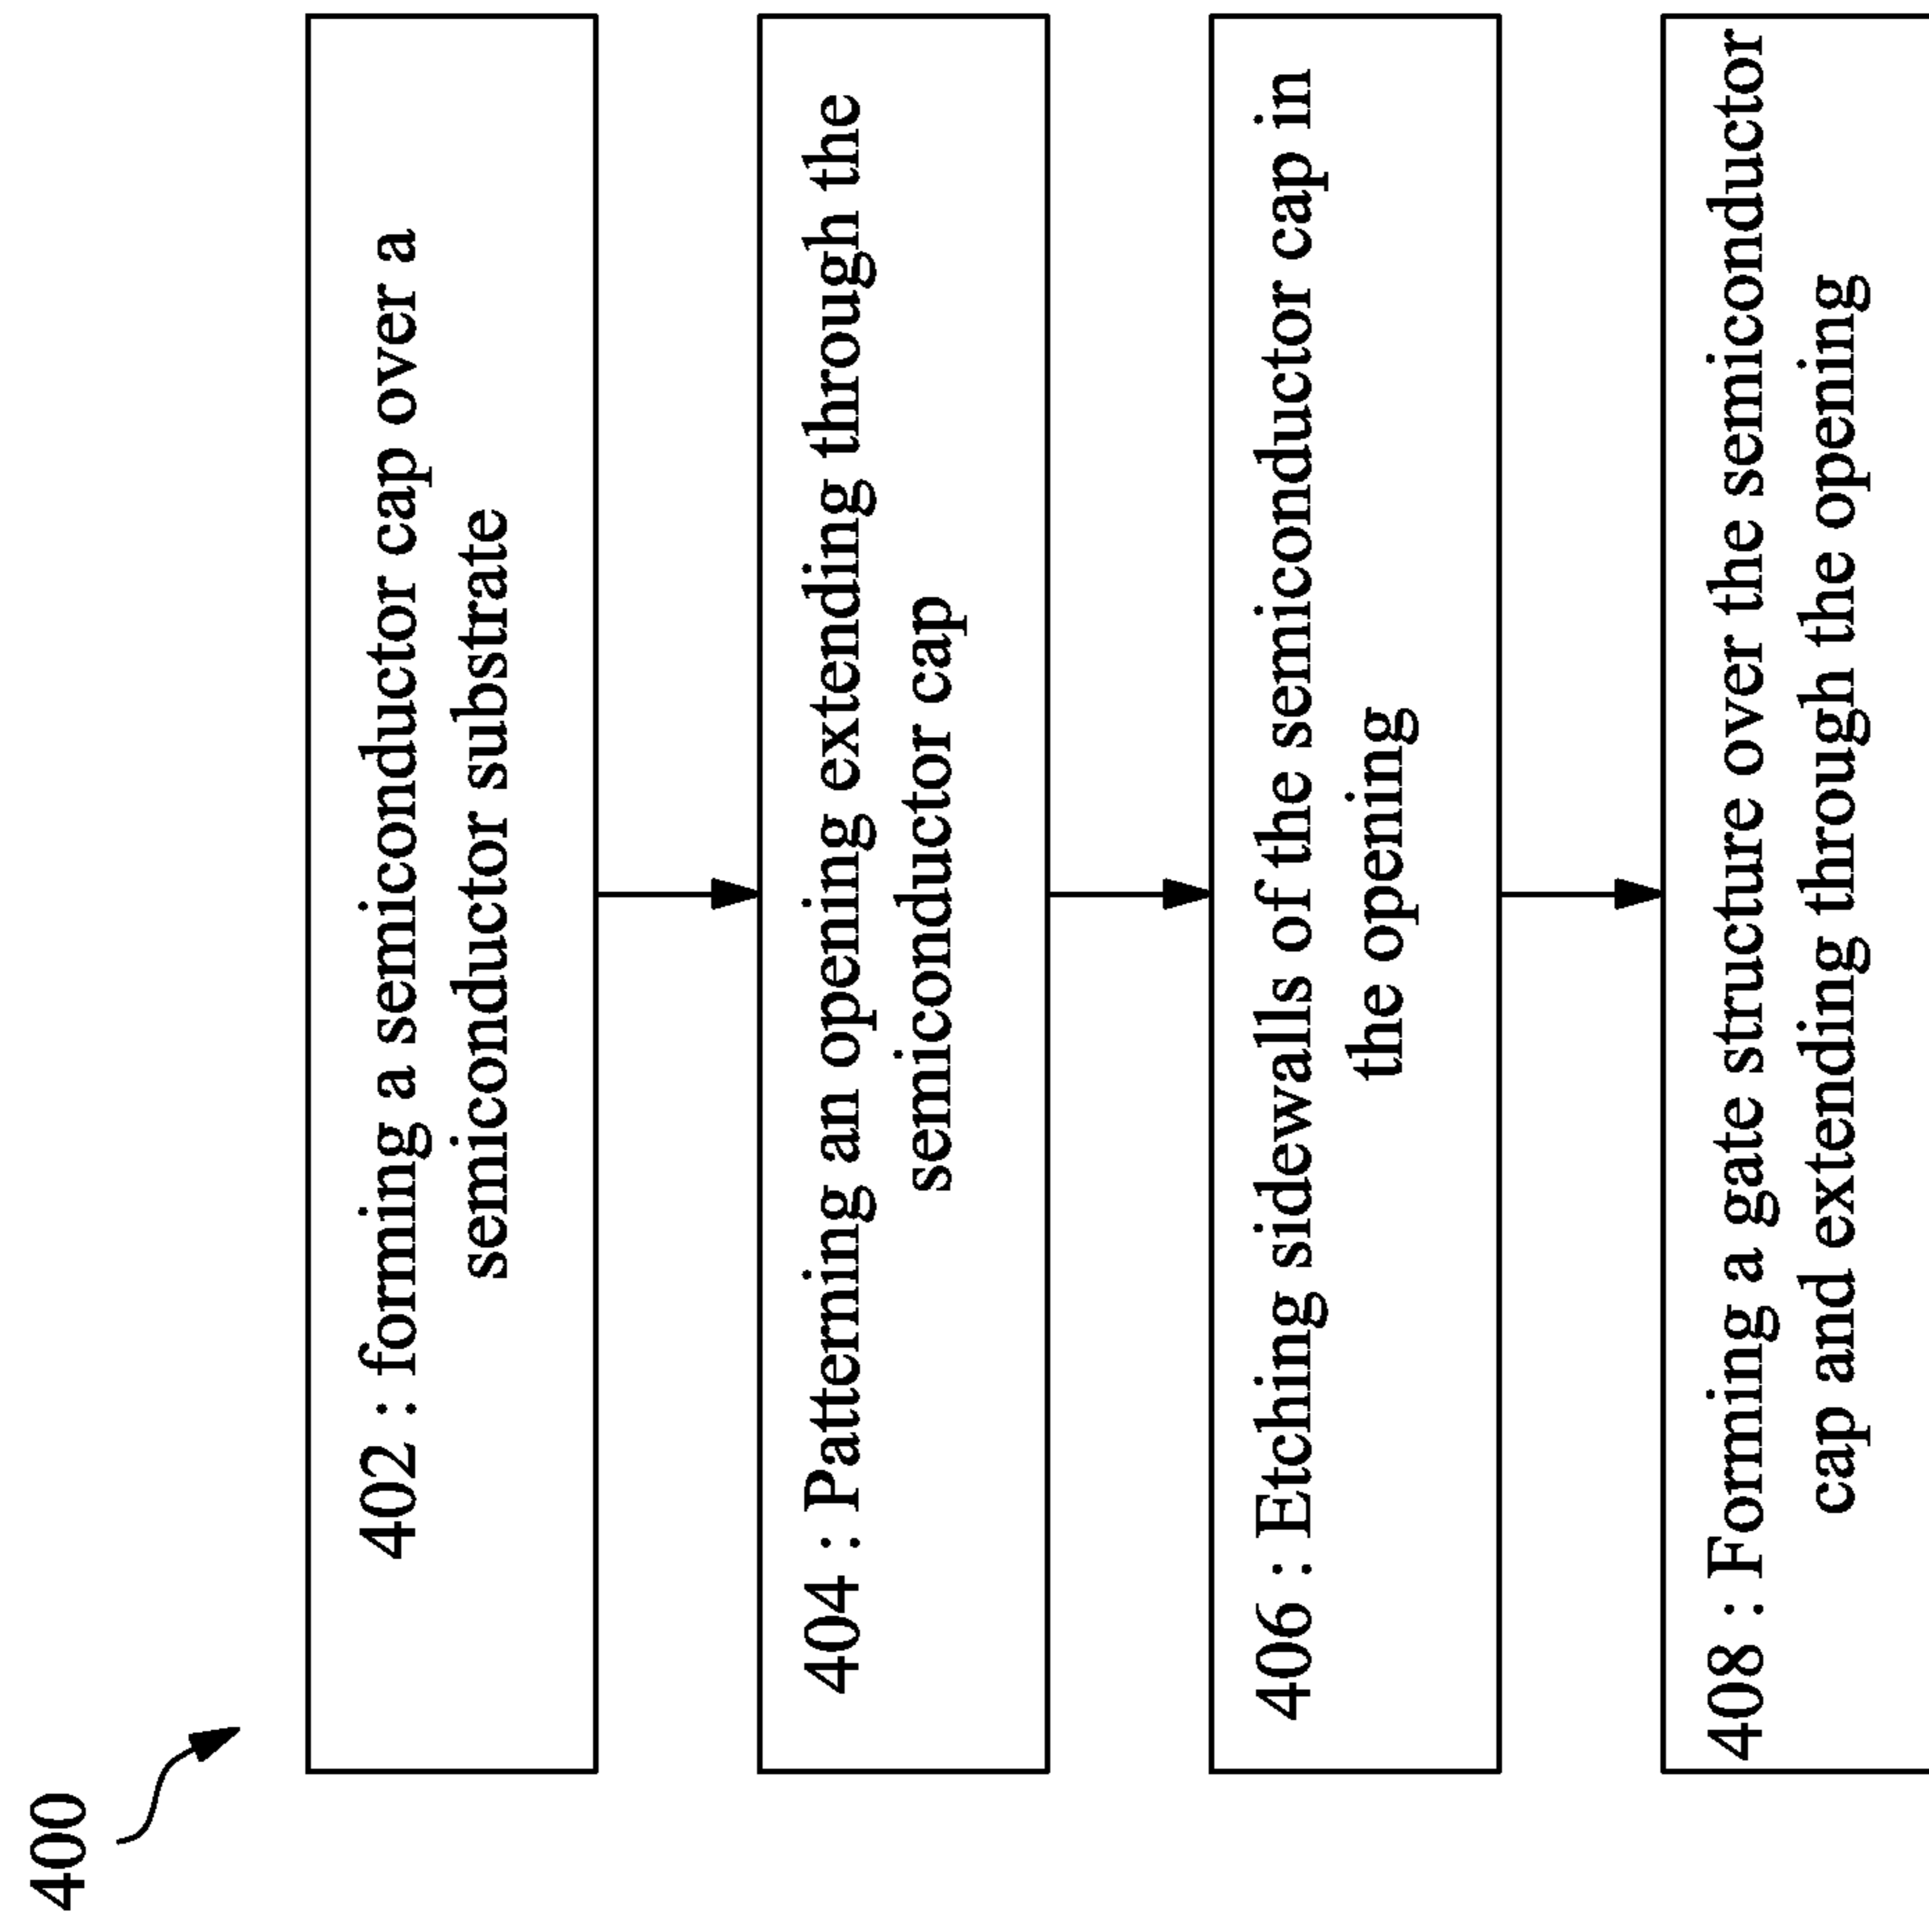 400
402 : forming a semiconductor cap over a
semiconductor substrate
404 : Patterning an opening extending through the
semiconductor cap
406 : Etching sidewalls of the semiconductor cap in
the opening
408 : Forming a gate structure over the semiconductor
cap and extending through the opening